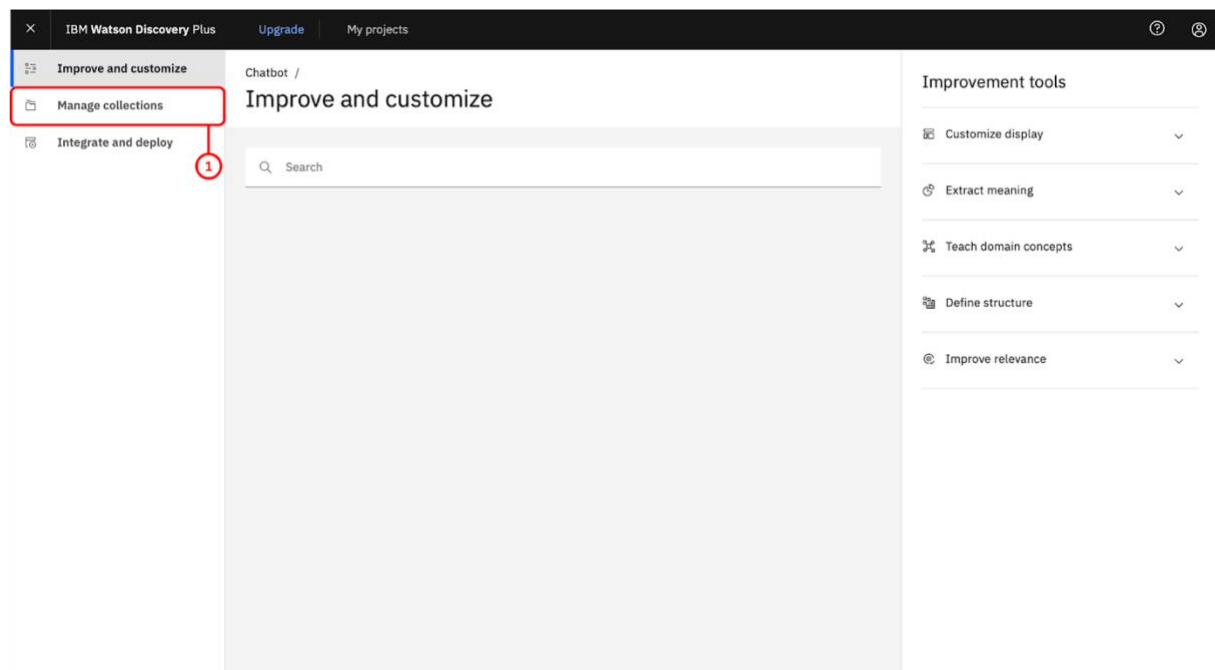 IBM Watson Discovery Plus Upgrade My projects
Improve and customize
Manage collections
Integrate and deploy
1
Chatbot /
Improve and customize
Search
Improvement tools
Customize display
Extract meaning
Teach domain concepts
Define structure
Improve relevance